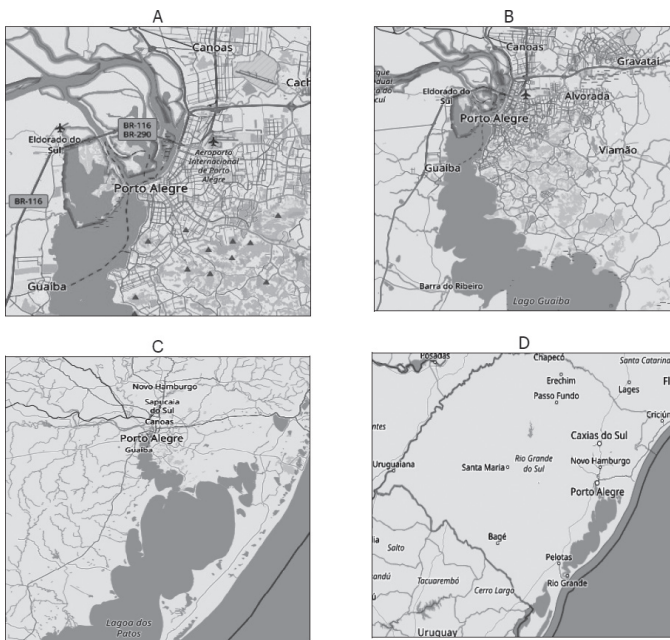 A
Canoas
Cach
BR-116
BR-290
Eldorado do
Sul
Aeroporto
Internacional
de Porto
Alegre
Porto Alegre
BR-116
Guaíba
B
Canoas
Gravataí
Eldorado do
Sul
Alvorada
Porto Alegre
Viamão
Guaíba
Barra do Ribeiro
Lago Guaíba
C
Novo Hamburgo
Sapucaia
do Sul
Canoas
Porto Alegre
Guaíba
Lagoa dos
Patos
D
Posadas
Chapecó
Santa Catarina
Erechim
Lages
Fl
Passo Fundo
Criciúm
Caxias do Sul
Uruguaiana
Santa Maria
Rio Grande
do Sul
Novo Hamburgo
Porto Alegre
Bagé
Salto
Pelotas
Tacuarembó
Cerro Largo
Rio Grande
Uruguay